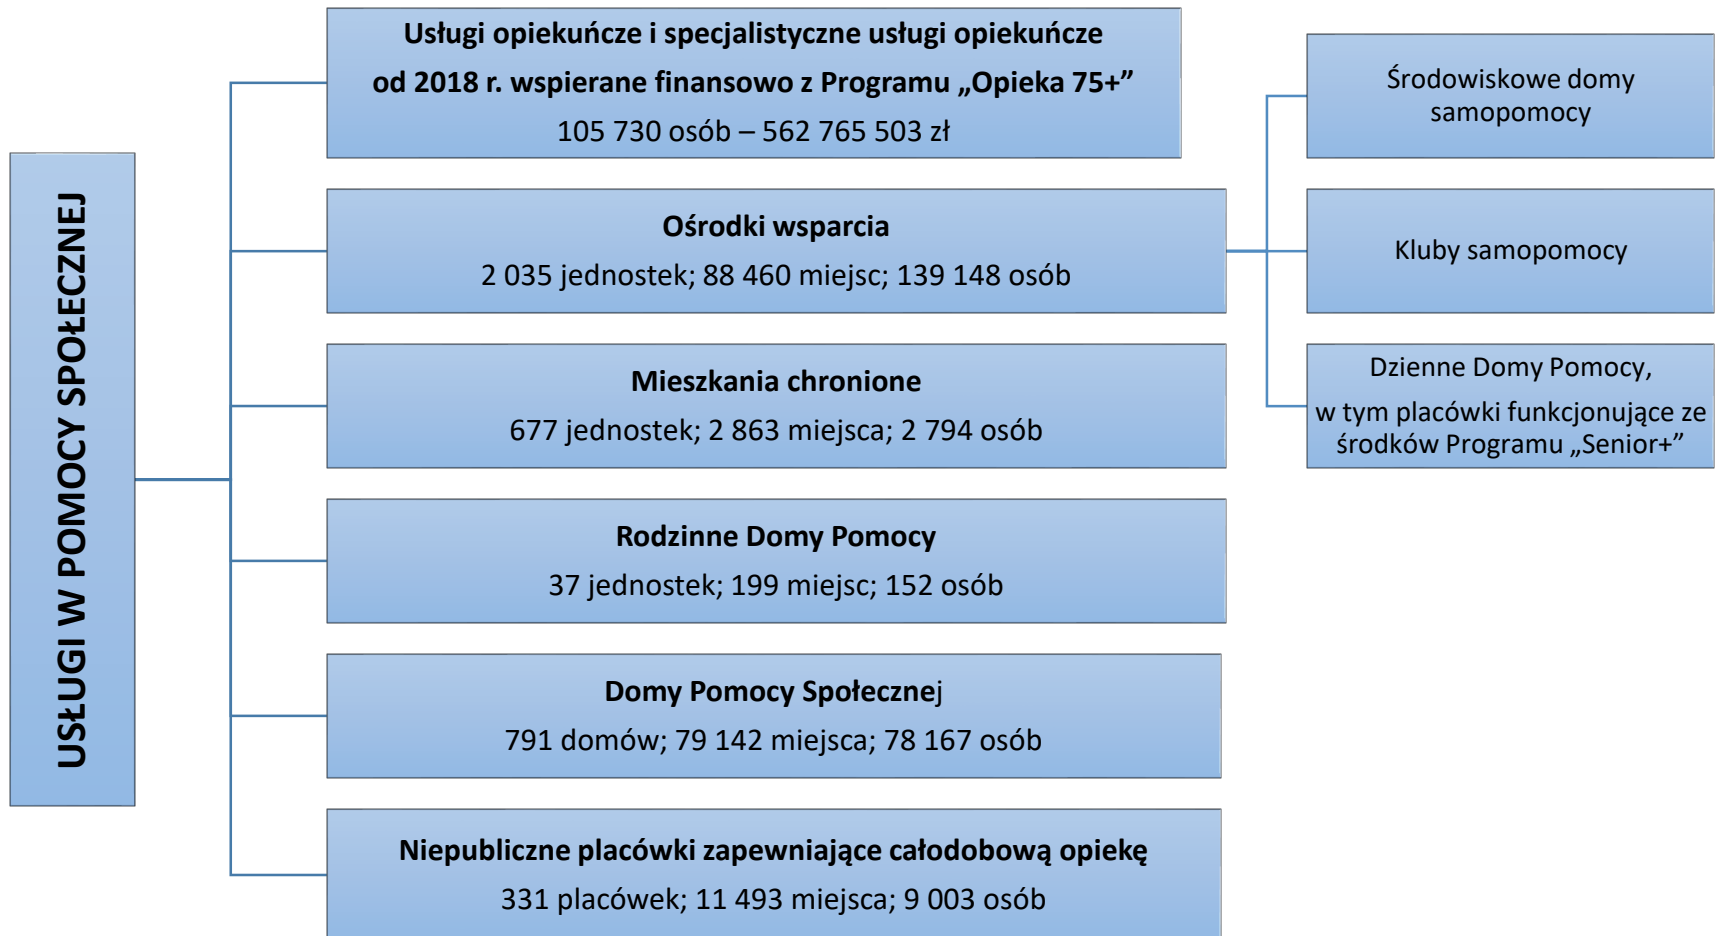 USŁUGI W POMOCY SPOŁECZNEJ
Usługi opiekuńcze i specjalistyczne usługi opiekuńcze
od 2018 r. wspierane finansowo z Programu „Opieka 75+”
105 730 osób – 562 765 503 zł
Ośrodki wsparcia
2 035 jednostek; 88 460 miejsc; 139 148 osób
Mieszkania chronione
677 jednostek; 2 863 miejsca; 2 794 osób
Rodzinne Domy Pomocy
37 jednostek; 199 miejsc; 152 osób
Domy Pomocy Społecznej
791 domów; 79 142 miejsca; 78 167 osób
Niepubliczne placówki zapewniające całodobową opiekę
331 placówek; 11 493 miejsca; 9 003 osób
Środowiskowe domy
samopomocy
Kluby samopomocy
Dzienne Domy Pomocy,
w tym placówki funkcjonujące ze
środków Programu „Senior+”